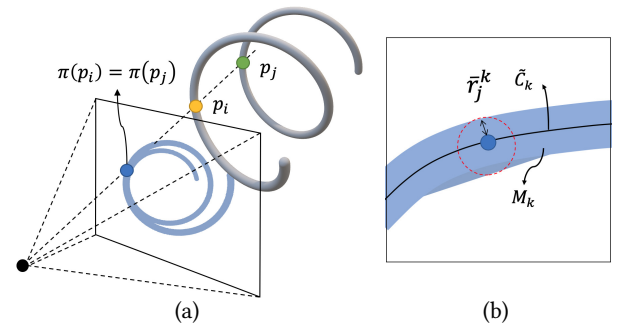 π(p_i) = π(p_j)
p_j
p_i
r̄_j^k
C̃_k
M_k
(a)
(b)